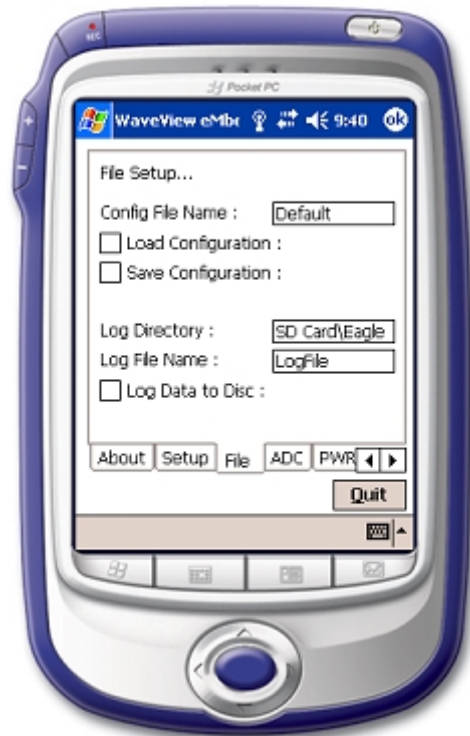 REC
Pocket PC
WaveView eMbe 9:40 ok
File Setup...
Config File Name : Default
Load Configuration :
Save Configuration :
Log Directory : SD Card\Eagle
Log File Name : LogFile
Log Data to Disc :
About Setup File ADC PWR
Quit